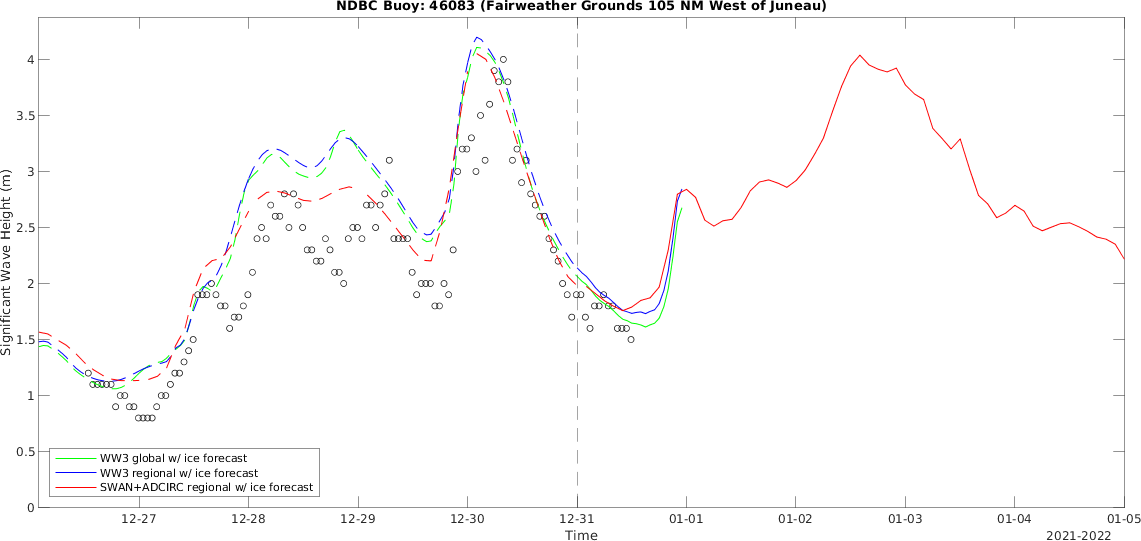 NDBC Buoy: 46083 (Fairweather Grounds 105 NM West of Juneau)
Significant Wave Height (m)
4
3.5
3
2.5
2
1.5
1
0.5
0
WW3 global w/ ice forecast
WW3 regional w/ ice forecast
SWAN+ADCIRC regional w/ ice forecast
12-27 12-28 12-29 12-30 12-31 01-01 01-02 01-03 01-04 01-05
Time
2021-2022